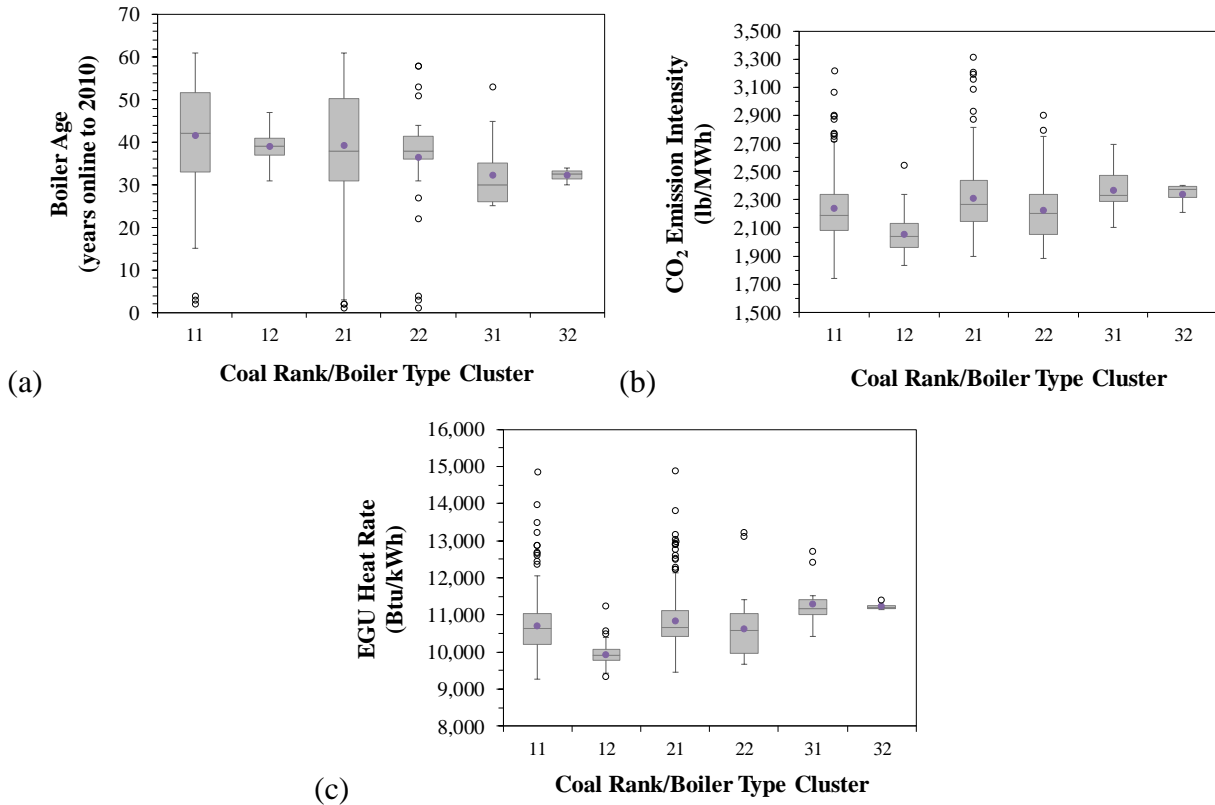 70
60
50
40
30
20
10
0
Boiler Age
(years online to 2010)
11 12 21 22 31 32
Coal Rank/Boiler Type Cluster
(a)
3,500
3,300
3,100
2,900
2,700
2,500
2,300
2,100
1,900
1,700
1,500
CO₂ Emission Intensity
(lb/MWh)
11 12 21 22 31 32
Coal Rank/Boiler Type Cluster
(b)
16,000
15,000
14,000
13,000
12,000
11,000
10,000
9,000
8,000
EGU Heat Rate
(Btu/kWh)
11 12 21 22 31 32
Coal Rank/Boiler Type Cluster
(c)